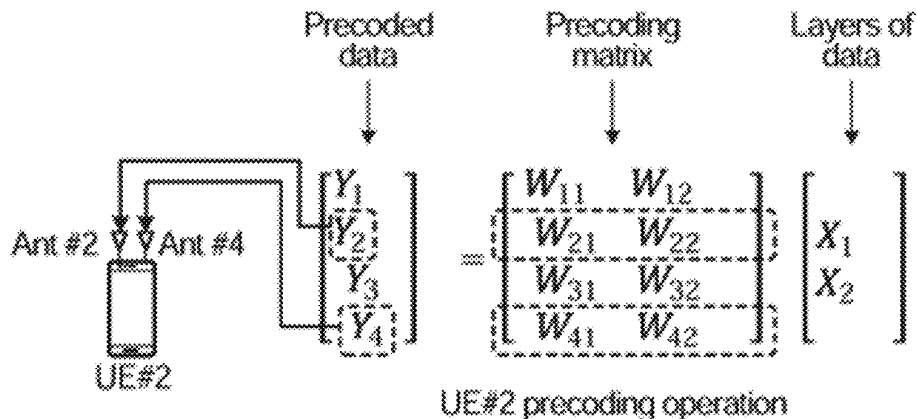 Precoded data
Precoding matrix
Layers of data
Ant #2
Ant #4
UE#2
Y₁
Y₂
Y₃
Y₄
=
W₁₁ W₁₂
W₂₁ W₂₂
W₃₁ W₃₂
W₄₁ W₄₂
X₁
X₂
UE#2 precoding operation